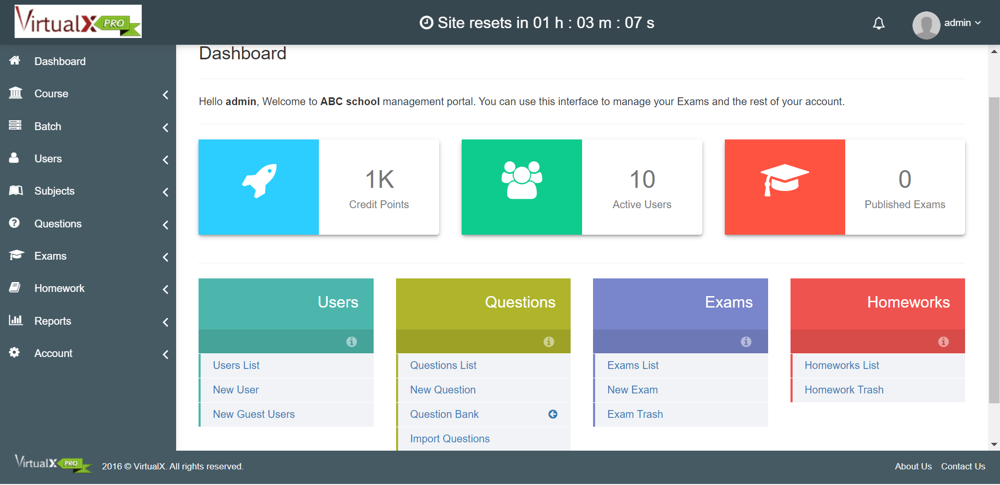 VirtualX PRO
Site resets in 01 h : 03 m : 07 s
admin
Dashboard
Course
Batch
Users
Subjects
Questions
Exams
Homework
Reports
Account
Dashboard
Hello admin, Welcome to ABC school management portal. You can use this interface to manage your Exams and the rest of your account.
1K
Credit Points
10
Active Users
0
Published Exams
Users
Users List
New User
New Guest Users
Questions
Questions List
New Question
Question Bank
Import Questions
Exams
Exams List
New Exam
Exam Trash
Homeworks
Homeworks List
Homework Trash
VirtualX PRO
2016 © VirtualX. All rights reserved.
About Us
Contact Us